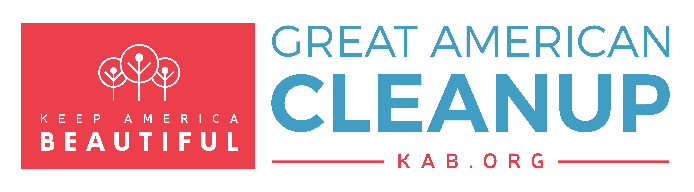 KEEP AMERICA
BEAUTIFUL
GREAT AMERICAN
CLEANUP
KAB.ORG